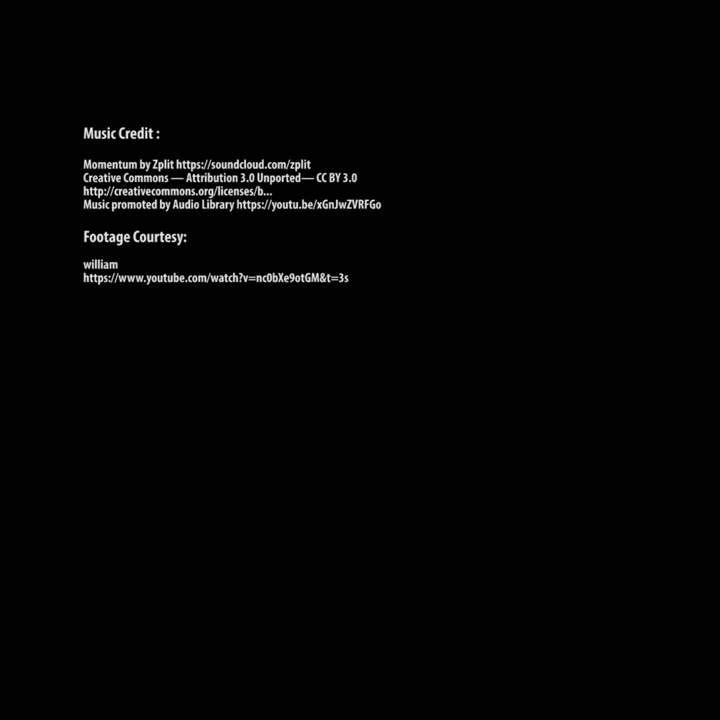 Music Credit :
Momentum by Zplit https://soundcloud.com/zplit
Creative Commons — Attribution 3.0 Unported— CC BY 3.0
http://creativecommons.org/licenses/b...
Music promoted by Audio Library https://youtu.be/xGnJwZVRFGo
Footage Courtesy:
william
https://www.youtube.com/watch?v=nc0bXe9otGM&t=3s